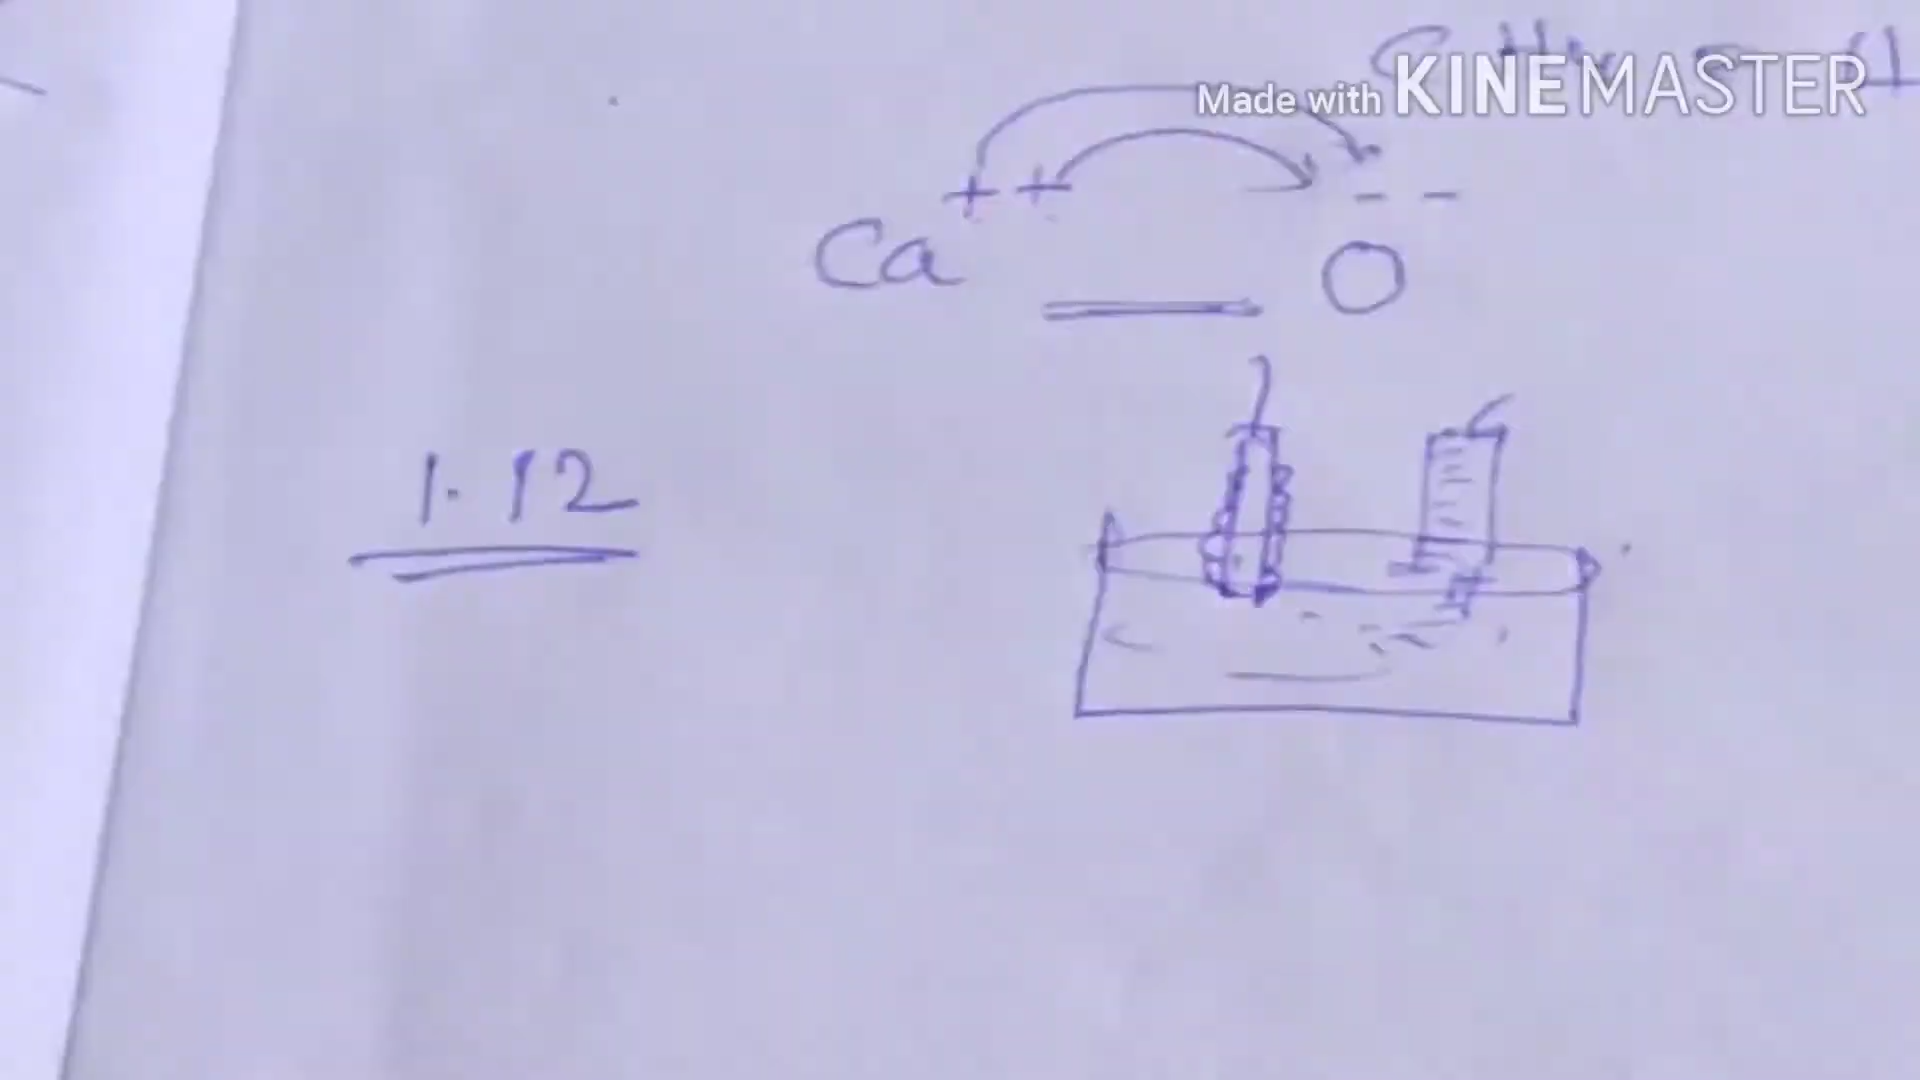 Made with KINEMASTER
+ + - -
Ca O
1.12